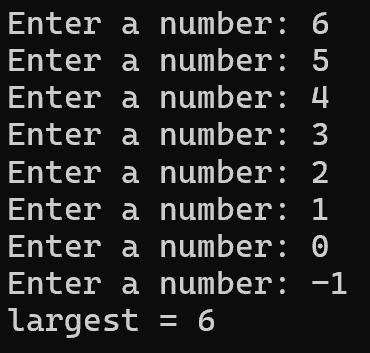 Enter a number: 6
Enter a number: 5
Enter a number: 4
Enter a number: 3
Enter a number: 2
Enter a number: 1
Enter a number: 0
Enter a number: -1
largest = 6